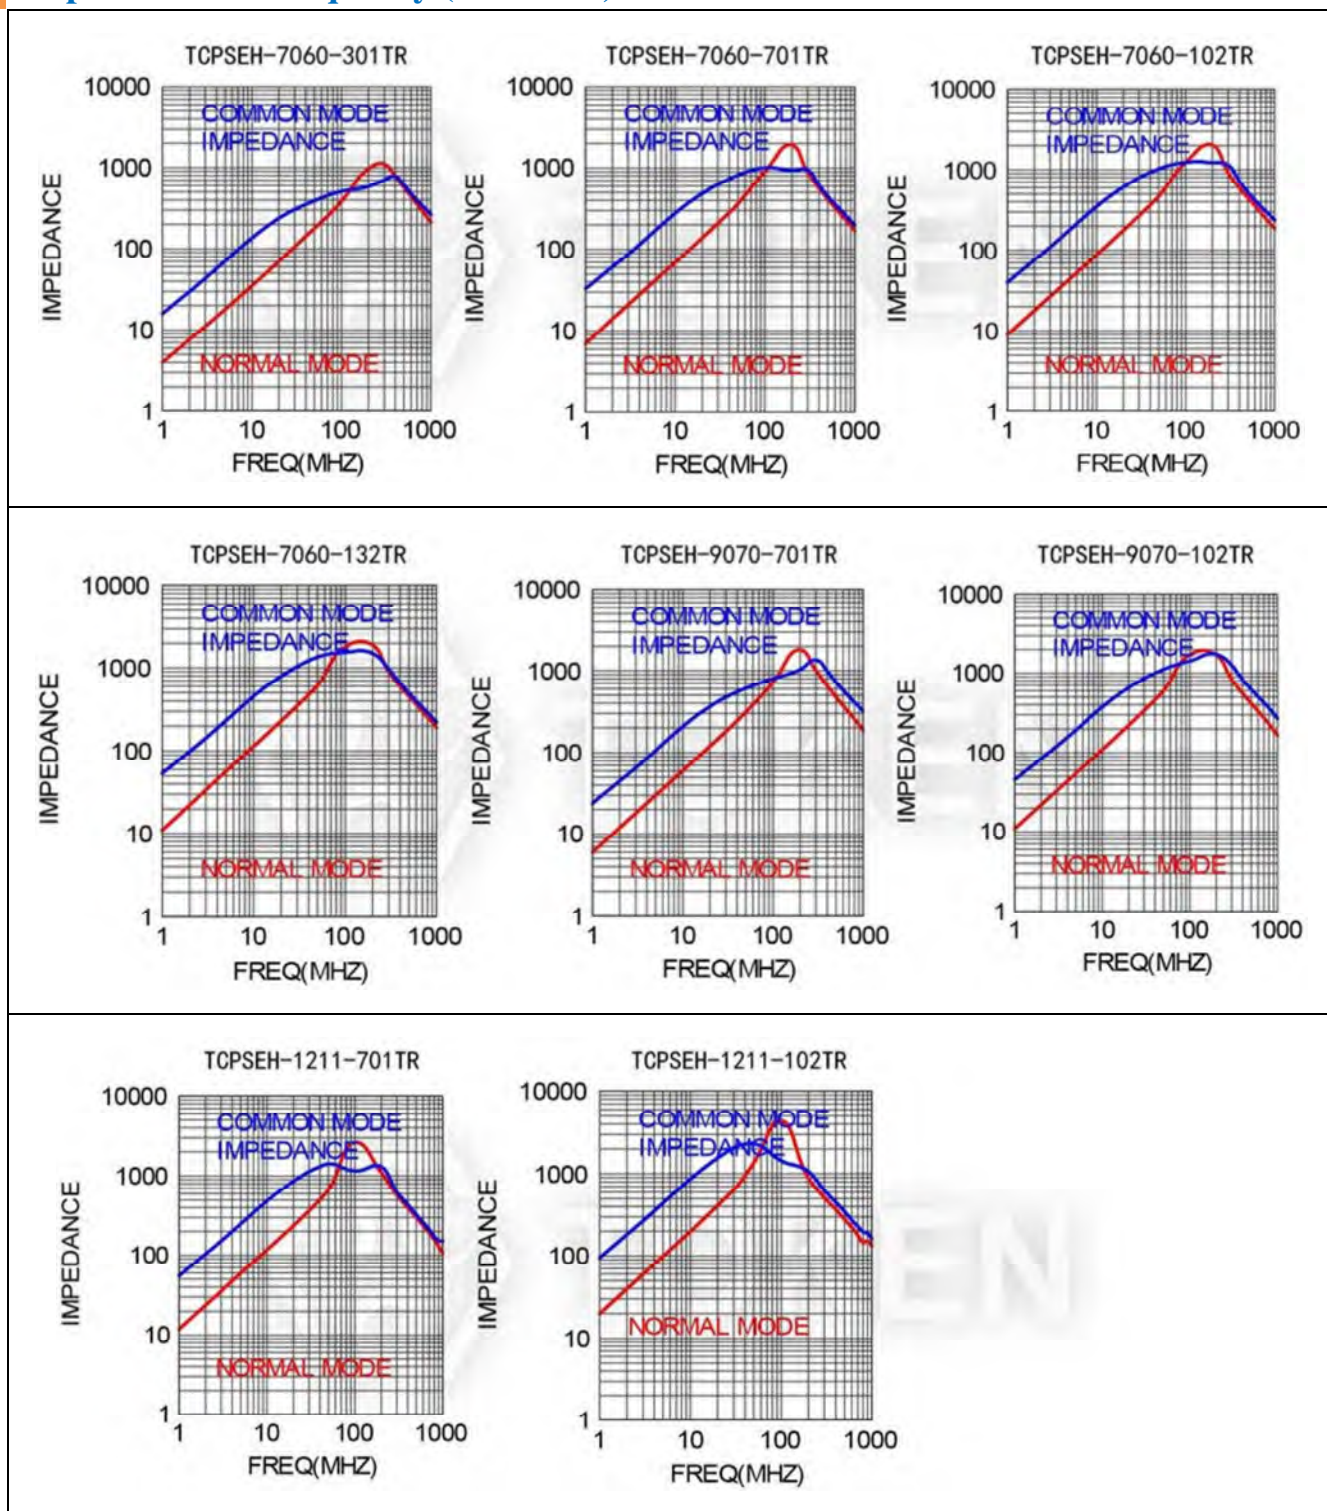 TCPSEH-7060-301TR
10000
1000
100
10
1
COMMON MODE
IMPEDANCE
NORMAL MODE
IMPEDANCE
1 10 100 1000
FREQ(MHZ)
TCPSEH-7060-701TR
10000
1000
100
10
1
COMMON MODE
IMPEDANCE
NORMAL MODE
IMPEDANCE
1 10 100 1000
FREQ(MHZ)
TCPSEH-7060-102TR
10000
1000
100
10
1
COMMON MODE
IMPEDANCE
NORMAL MODE
IMPEDANCE
1 10 100 1000
FREQ(MHZ)
TCPSEH-7060-132TR
10000
1000
100
10
1
COMMON MODE
IMPEDANCE
NORMAL MODE
IMPEDANCE
1 10 100 1000
FREQ(MHZ)
TCPSEH-9070-701TR
10000
1000
100
10
1
COMMON MODE
IMPEDANCE
NORMAL MODE
IMPEDANCE
1 10 100 1000
FREQ(MHZ)
TCPSEH-9070-102TR
10000
1000
100
10
1
COMMON MODE
IMPEDANCE
NORMAL MODE
IMPEDANCE
1 10 100 1000
FREQ(MHZ)
TCPSEH-1211-701TR
10000
1000
100
10
1
COMMON MODE
IMPEDANCE
NORMAL MODE
IMPEDANCE
1 10 100 1000
FREQ(MHZ)
TCPSEH-1211-102TR
10000
1000
100
10
1
COMMON MODE
IMPEDANCE
NORMAL MODE
IMPEDANCE
1 10 100 1000
FREQ(MHZ)